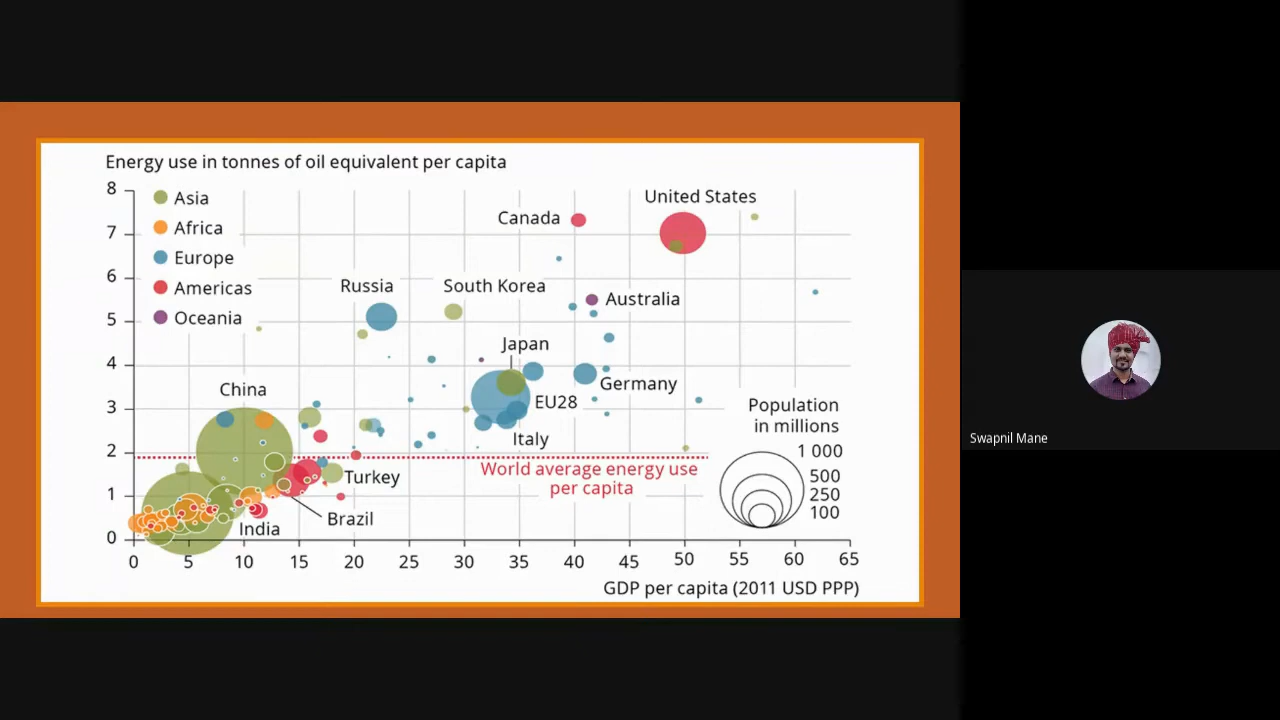 Energy use in tonnes of oil equivalent per capita
8
7
6
5
4
3
2
1
0
Asia
Africa
Europe
Americas
Oceania
United States
Canada
Russia
South Korea
Australia
Japan
China
Germany
EU28
Italy
World average energy use
per capita
Turkey
Brazil
India
Population
in millions
1 000
500
250
100
0 5 10 15 20 25 30 35 40 45 50 55 60 65
GDP per capita (2011 USD PPP)
Swapnil Mane